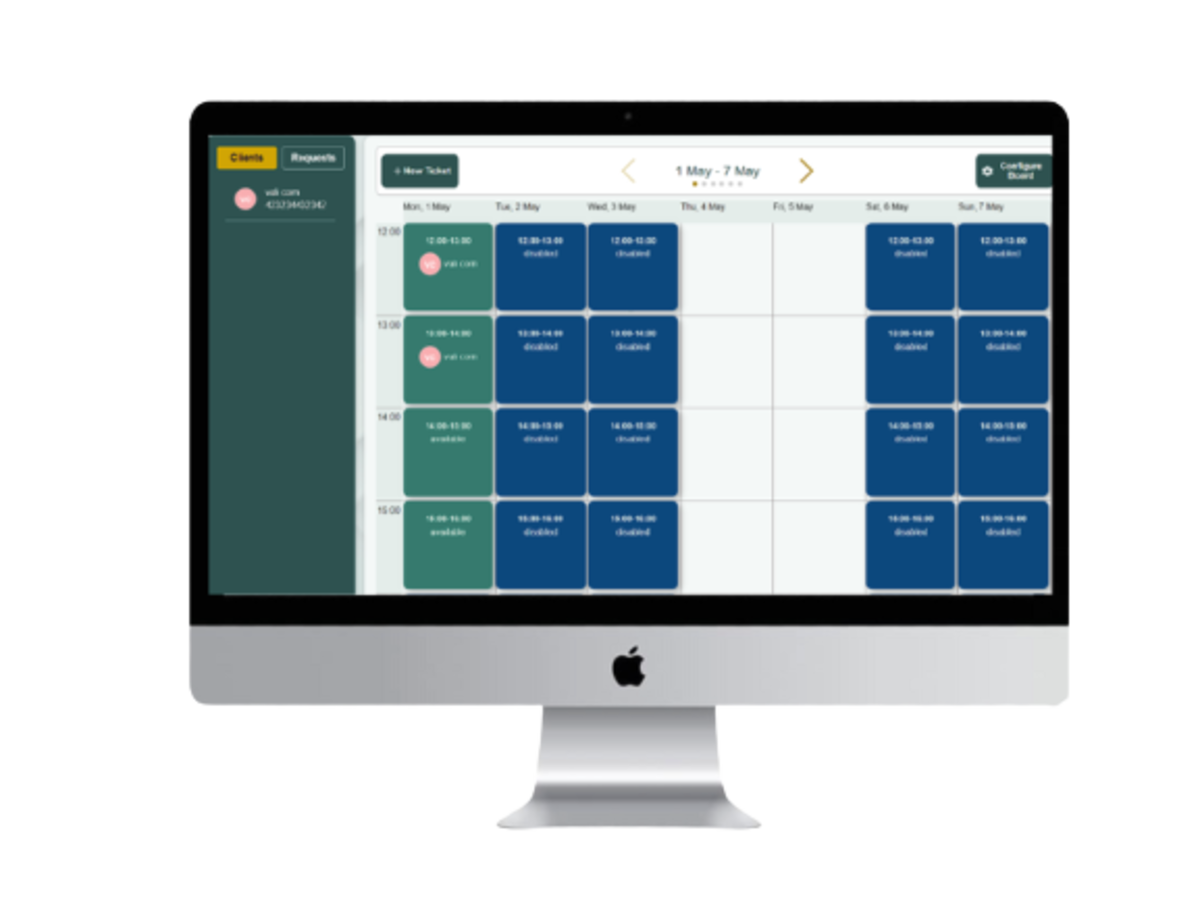 Clients Requests
vali com
+ New Ticket
1 May - 7 May
Configure
Board
Mon, 1 May Tue, 2 May Wed, 3 May Thu, 4 May Fri, 5 May Sat, 6 May Sun, 7 May
12:00
12:00-13:00 12:00-13:00 12:00-13:00 12:00-13:00 12:00-13:00
disabled disabled disabled disabled
vali com
13:00
13:00-14:00 13:00-14:00 13:00-14:00 13:00-14:00 13:00-14:00
disabled disabled disabled disabled
vali com
14:00
14:00-15:00 14:00-15:00 14:00-15:00 14:00-15:00 14:00-15:00
available disabled disabled disabled disabled
15:00
15:00-16:00 15:00-16:00 15:00-16:00 15:00-16:00 15:00-16:00
available disabled disabled disabled disabled